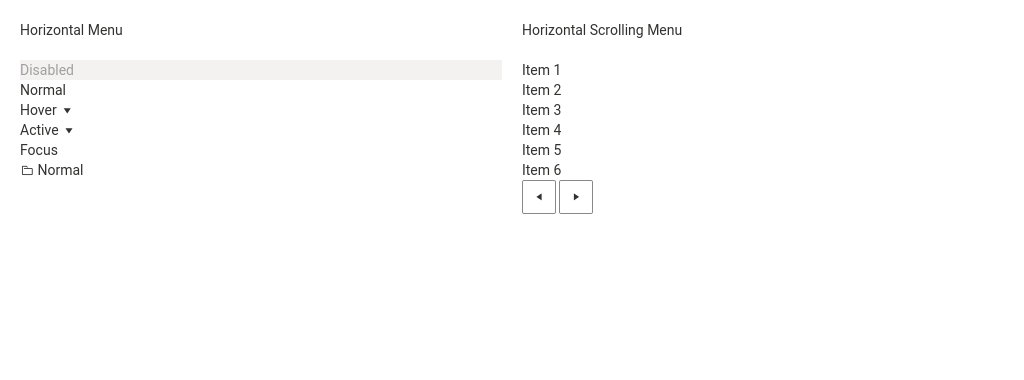 Horizontal Menu
Disabled
Normal
Hover
Active
Focus
Normal
Horizontal Scrolling Menu
Item 1
Item 2
Item 3
Item 4
Item 5
Item 6